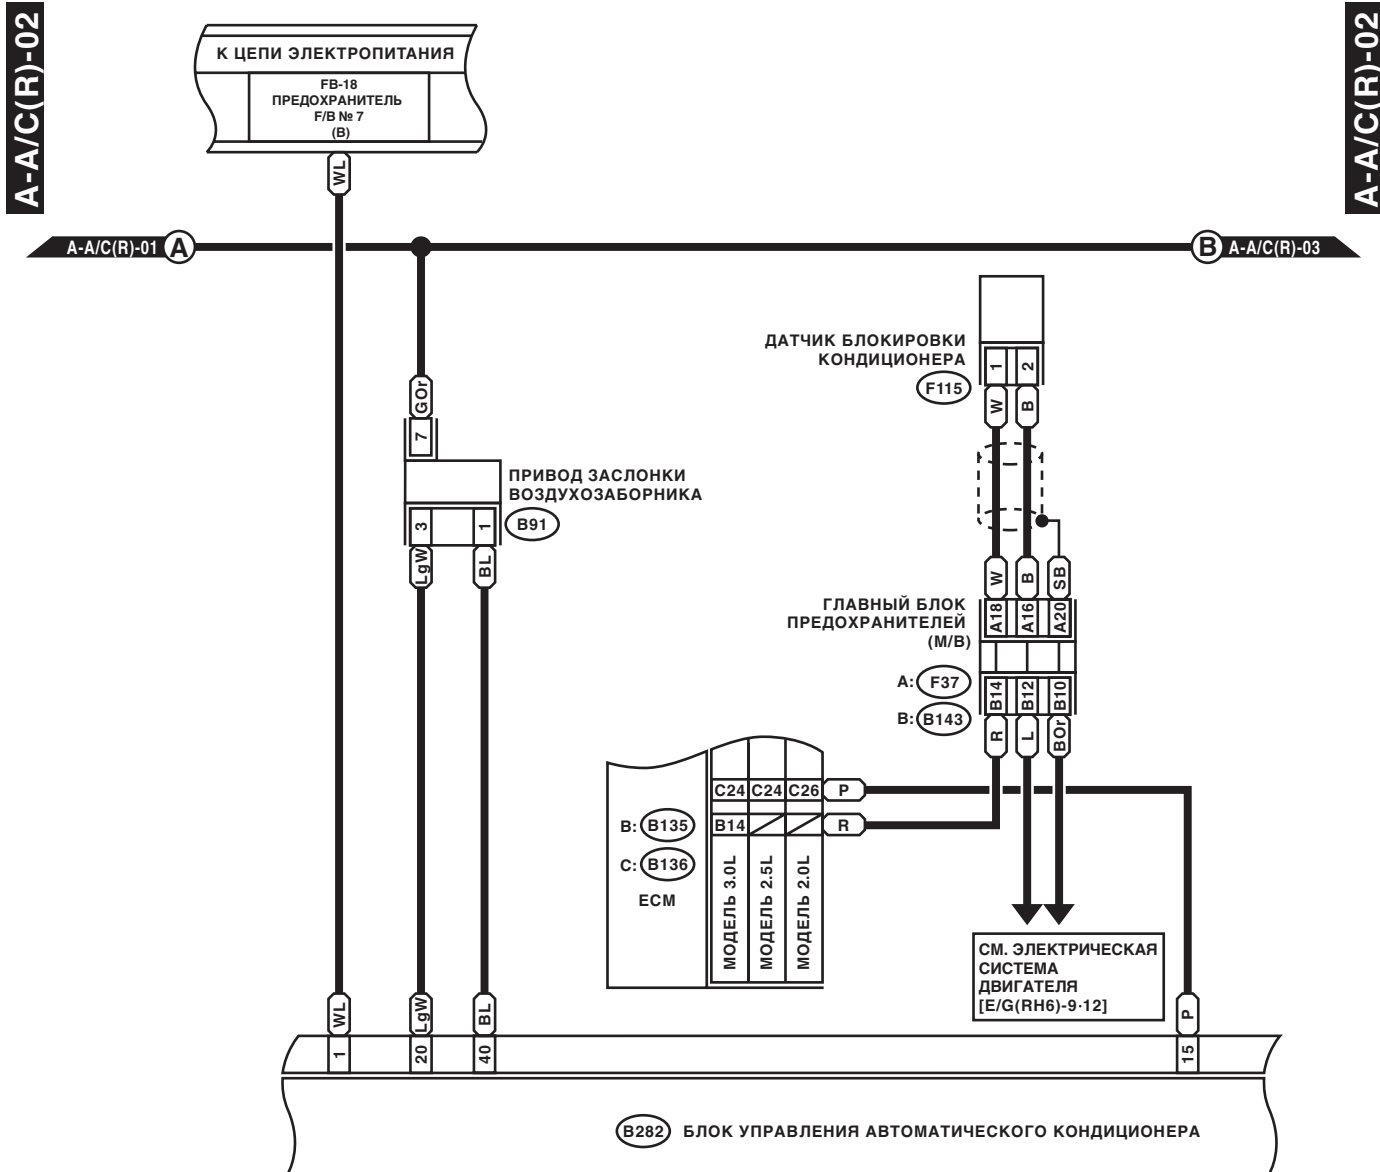 A-A/C(R)-02
A-A/C(R)-02
К ЦЕПИ ЭЛЕКТРОПИТАНИЯ
FB-18
ПРЕДОХРАНИТЕЛЬ
F/B № 7
(B)
WL
A-A/C(R)-01 A
B A-A/C(R)-03
ДАТЧИК БЛОКИРОВКИ
КОНДИЦИОНЕРА
F115
1 2
W B
GOr
7
ПРИВОД ЗАСЛОНКИ
ВОЗДУХОЗАБОРНИКА
B91
3 1
LgW BL
W B SB
ГЛАВНЫЙ БЛОК
ПРЕДОХРАНИТЕЛЕЙ
(M/B)
A18 A16 A20
A: F37
B: B143
B14 B12 B10
R L BOr
C24 C24 C26 P
B: B135
B14 R
C: B136
ECM
МОДЕЛЬ 3.0L
МОДЕЛЬ 2.5L
МОДЕЛЬ 2.0L
СМ. ЭЛЕКТРИЧЕСКАЯ
СИСТЕМА
ДВИГАТЕЛЯ
[E/G(RH6)-9·12]
WL LgW BL P
1 20 40 15
B282 БЛОК УПРАВЛЕНИЯ АВТОМАТИЧЕСКОГО КОНДИЦИОНЕРА